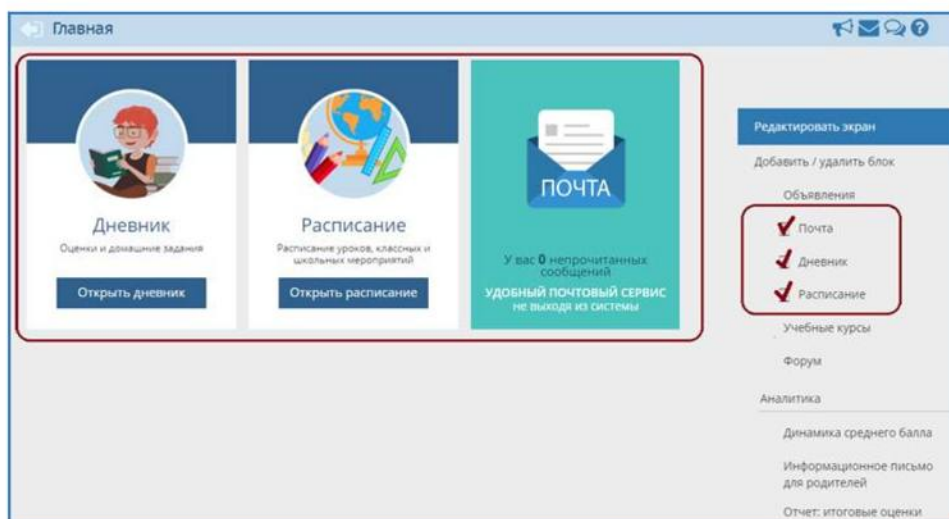 Главная
Дневник
Оценки и домашние задания
Открыть дневник
Расписание
Расписание уроков, классных и
школьных мероприятий
Открыть расписание
ПОЧТА
У вас 0 непрочитанных
сообщений
УДОБНЫЙ ПОЧТОВЫЙ СЕРВИС
не выходя из системы
Редактировать экран
Добавить / удалить блок
Объявления
Почта
Дневник
Расписание
Учебные курсы
Форум
Аналитика
Динамика среднего балла
Информационное письмо
для родителей
Отчет: итоговые оценки